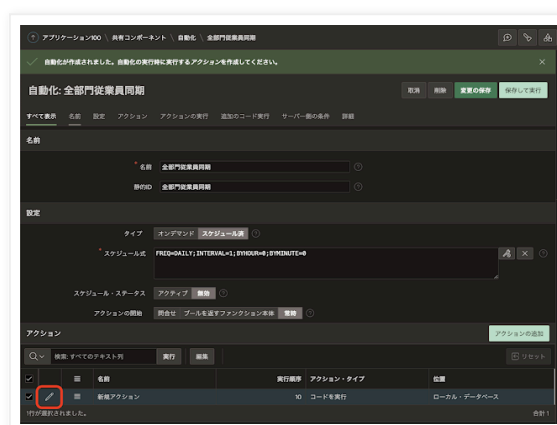 アプリケーション100 \ 共有コンポーネント \ 自動化 \ 全部門従業員同期
自動化が作成されました。自動化の実行時に実行するアクションを作成してください。
自動化: 全部門従業員同期
取消 削除 変更の保存 保存して実行
すべて表示 名前 設定 アクション アクションの実行 追加のコード実行 サーバー側の条件 詳細
名前
* 名前 全部門従業員同期
静的ID 全部門従業員同期
設定
タイプ オンデマンド スケジュール済
* スケジュール式 FREQ=DAILY;INTERVAL=1;BYHOUR=0;BYMINUTE=0
スケジュール・ステータス アクティブ 無効
アクションの開始 問合せ ブールを返すファンクション本体 常時
アクション アクションの追加
検索: すべてのテキスト列 実行 編集 リセット
名前 実行順序 アクション・タイプ 位置
新規アクション 10 コードを実行 ローカル・データベース
1行が選択されました。 合計1